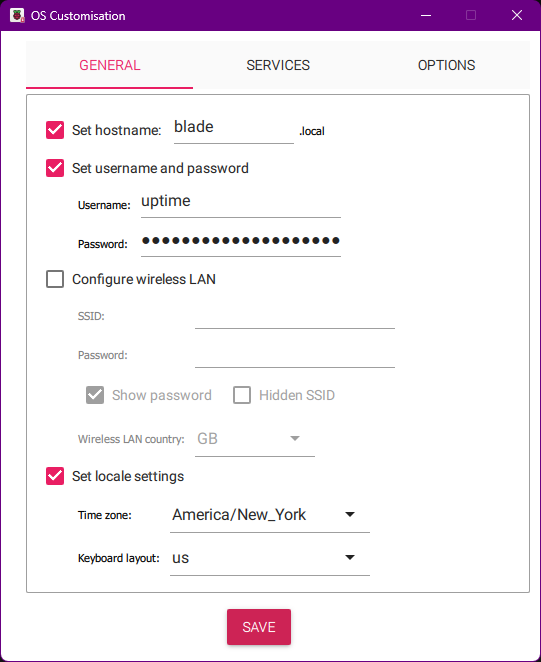 OS Customisation
GENERAL SERVICES OPTIONS
Set hostname: blade .local
Set username and password
Username: uptime
Password: ●●●●●●●●●●●●●●●●●●●●
Configure wireless LAN
SSID:
Password:
Show password Hidden SSID
Wireless LAN country: GB
Set locale settings
Time zone: America/New_York
Keyboard layout: us
SAVE